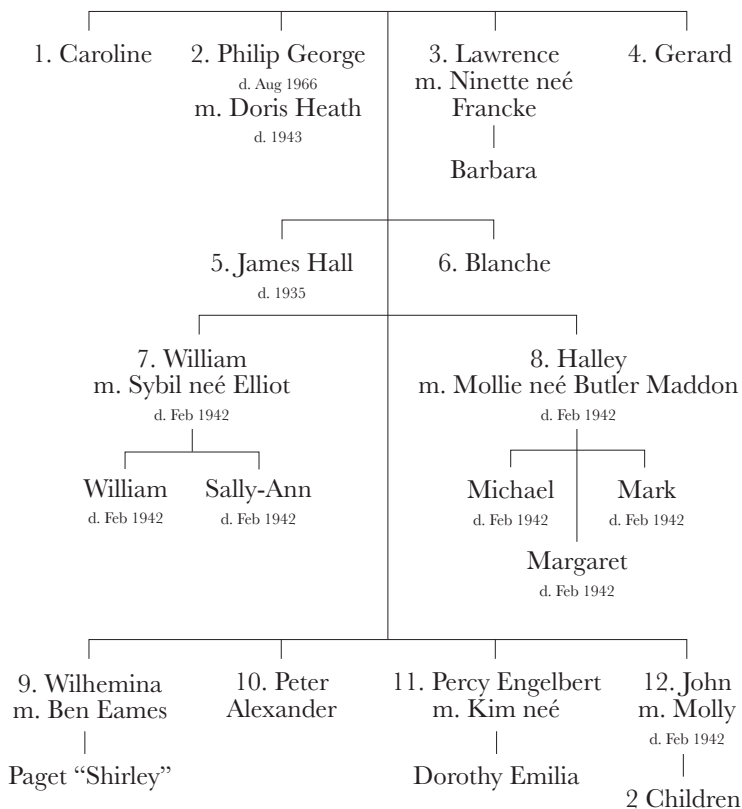 1. Caroline
2. Philip George
d. Aug 1966
m. Doris Heath
d. 1943
3. Lawrence
m. Ninette neé
Francke
Barbara
4. Gerard
5. James Hall
d. 1935
6. Blanche
7. William
m. Sybil neé Elliot
d. Feb 1942
William
d. Feb 1942
Sally-Ann
d. Feb 1942
8. Halley
m. Mollie neé Butler Maddon
d. Feb 1942
Michael
d. Feb 1942
Mark
d. Feb 1942
Margaret
d. Feb 1942
9. Wilhemina
m. Ben Eames
Paget “Shirley”
10. Peter
Alexander
11. Percy Engelbert
m. Kim neé
Dorothy Emilia
12. John
m. Molly
d. Feb 1942
2 Children